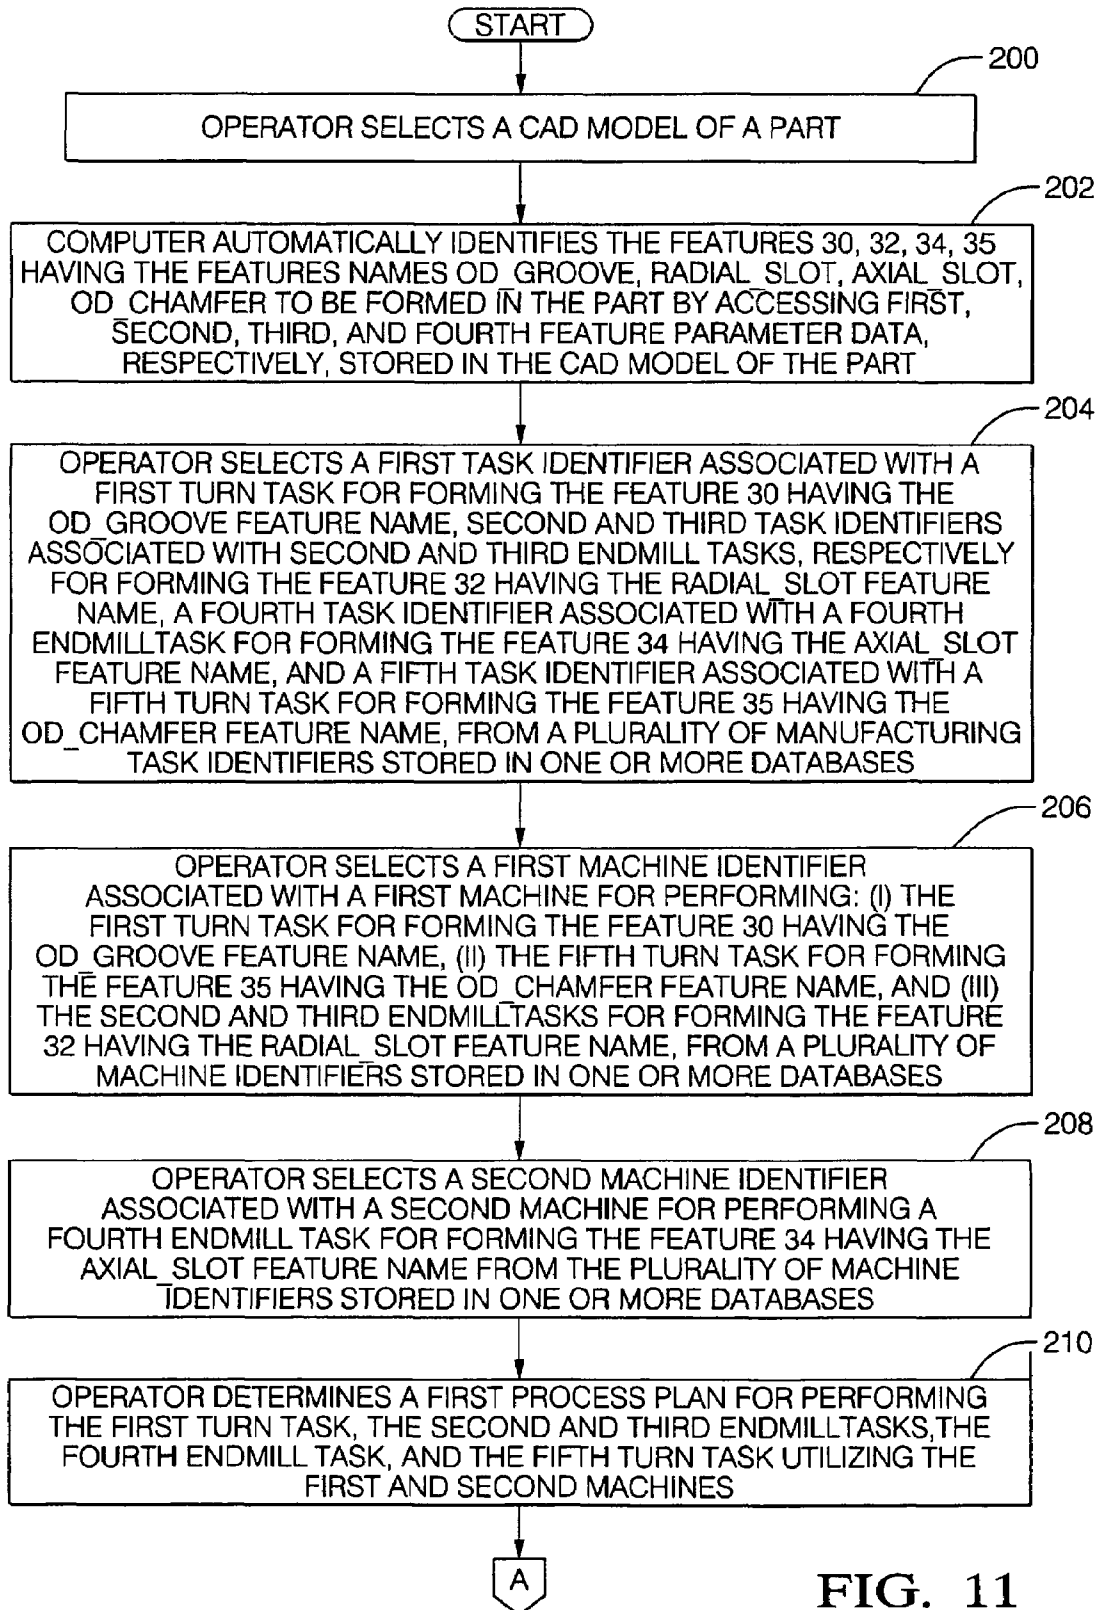 START
200
OPERATOR SELECTS A CAD MODEL OF A PART
202
COMPUTER AUTOMATICALLY IDENTIFIES THE FEATURES 30, 32, 34, 35
HAVING THE FEATURES NAMES OD_GROOVE, RADIAL_SLOT, AXIAL_SLOT,
OD_CHAMFER TO BE FORMED IN THE PART BY ACCESSING FIRST,
SECOND, THIRD, AND FOURTH FEATURE PARAMETER DATA,
RESPECTIVELY, STORED IN THE CAD MODEL OF THE PART
204
OPERATOR SELECTS A FIRST TASK IDENTIFIER ASSOCIATED WITH A
FIRST TURN TASK FOR FORMING THE FEATURE 30 HAVING THE
OD_GROOVE FEATURE NAME, SECOND AND THIRD TASK IDENTIFIERS
ASSOCIATED WITH SECOND AND THIRD ENDMILL TASKS, RESPECTIVELY
FOR FORMING THE FEATURE 32 HAVING THE RADIAL_SLOT FEATURE
NAME, A FOURTH TASK IDENTIFIER ASSOCIATED WITH A FOURTH
ENDMILLTASK FOR FORMING THE FEATURE 34 HAVING THE AXIAL_SLOT
FEATURE NAME, AND A FIFTH TASK IDENTIFIER ASSOCIATED WITH A
FIFTH TURN TASK FOR FORMING THE FEATURE 35 HAVING THE
OD_CHAMFER FEATURE NAME, FROM A PLURALITY OF MANUFACTURING
TASK IDENTIFIERS STORED IN ONE OR MORE DATABASES
206
OPERATOR SELECTS A FIRST MACHINE IDENTIFIER
ASSOCIATED WITH A FIRST MACHINE FOR PERFORMING: (I) THE
FIRST TURN TASK FOR FORMING THE FEATURE 30 HAVING THE
OD_GROOVE FEATURE NAME, (II) THE FIFTH TURN TASK FOR FORMING
THE FEATURE 35 HAVING THE OD_CHAMFER FEATURE NAME, AND (III)
THE SECOND AND THIRD ENDMILLTASKS FOR FORMING THE FEATURE
32 HAVING THE RADIAL_SLOT FEATURE NAME, FROM A PLURALITY OF
MACHINE IDENTIFIERS STORED IN ONE OR MORE DATABASES
208
OPERATOR SELECTS A SECOND MACHINE IDENTIFIER
ASSOCIATED WITH A SECOND MACHINE FOR PERFORMING A
FOURTH ENDMILL TASK FOR FORMING THE FEATURE 34 HAVING THE
AXIAL_SLOT FEATURE NAME FROM THE PLURALITY OF MACHINE
IDENTIFIERS STORED IN ONE OR MORE DATABASES
210
OPERATOR DETERMINES A FIRST PROCESS PLAN FOR PERFORMING
THE FIRST TURN TASK, THE SECOND AND THIRD ENDMILLTASKS,THE
FOURTH ENDMILL TASK, AND THE FIFTH TURN TASK UTILIZING THE
FIRST AND SECOND MACHINES
A
FIG. 11